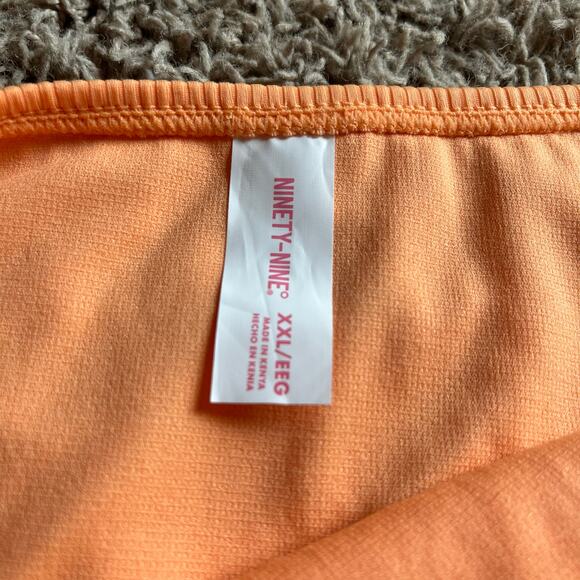 NINETY-NINE°
XXL/EEG
MADE IN KENYA
HECHO EN KENIA